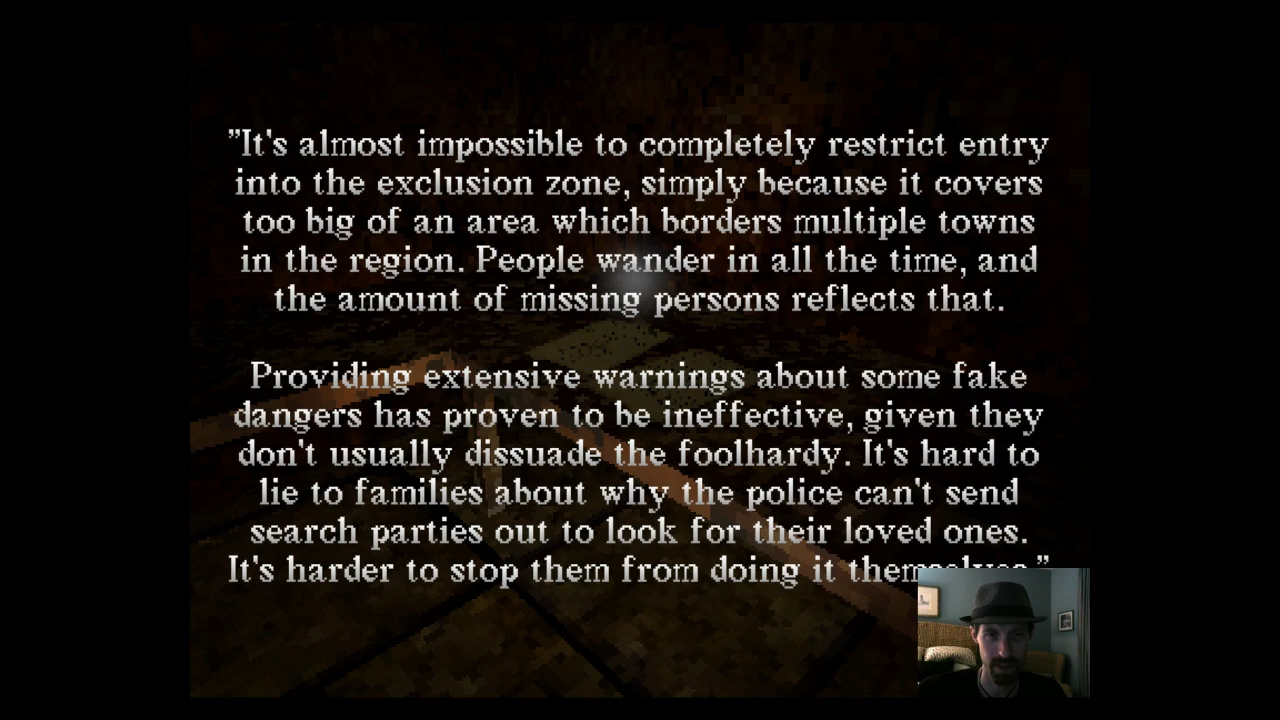 "It's almost impossible to completely restrict entry
into the exclusion zone, simply because it covers
too big of an area which borders multiple towns
in the region. People wander in all the time, and
the amount of missing persons reflects that.
Providing extensive warnings about some fake
dangers has proven to be ineffective, given they
don't usually dissuade the foolhardy. It's hard to
lie to families about why the police can't send
search parties out to look for their loved ones.
It's harder to stop them from doing it themselves."